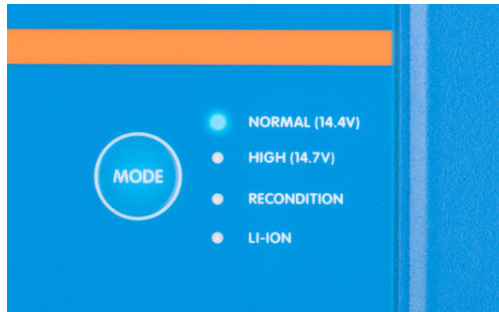 MODE
NORMAL (14.4V)
HIGH (14.7V)
RECONDITION
LI-ION